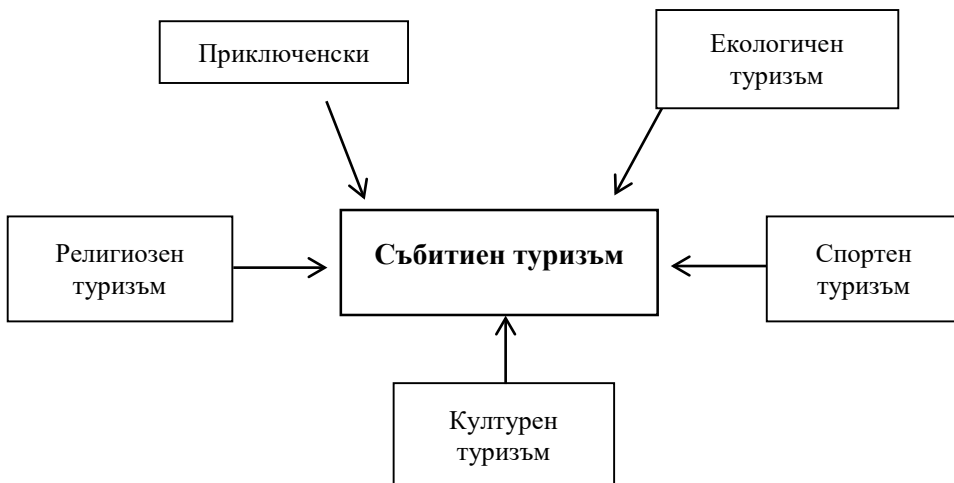 Приключенски
Екологичен
туризъм
Религиозен
туризъм
Събитиен туризъм
Спортен
туризъм
Културен
туризъм